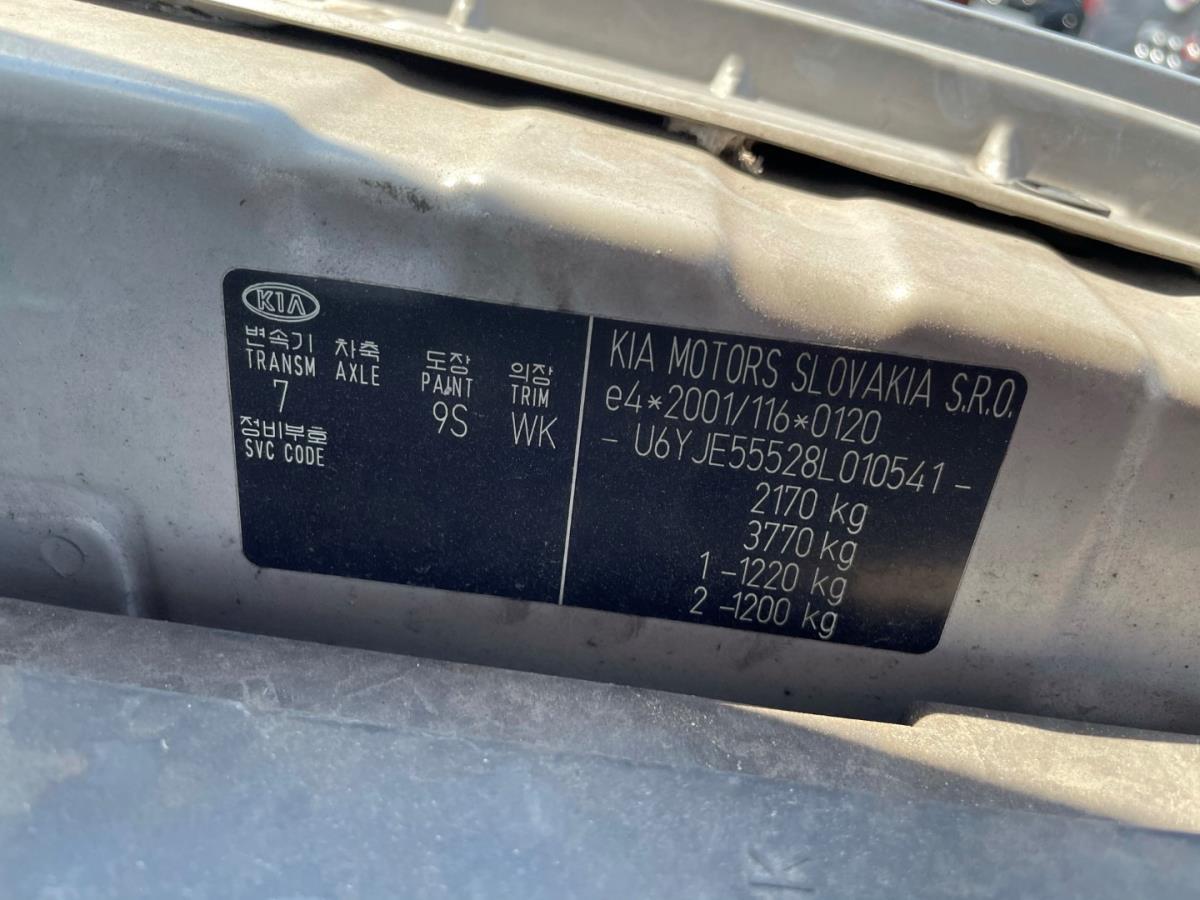 KIA
변속기 차축 도장 의장
TRANSM AXLE PAINT TRIM
7 9S WK
정비부호
SVC CODE
KIA MOTORS SLOVAKIA S.R.O.
e4*2001/116*0120
- U6YJE55528L010541 -
2170 kg
3770 kg
1 -1220 kg
2 -1200 kg
K